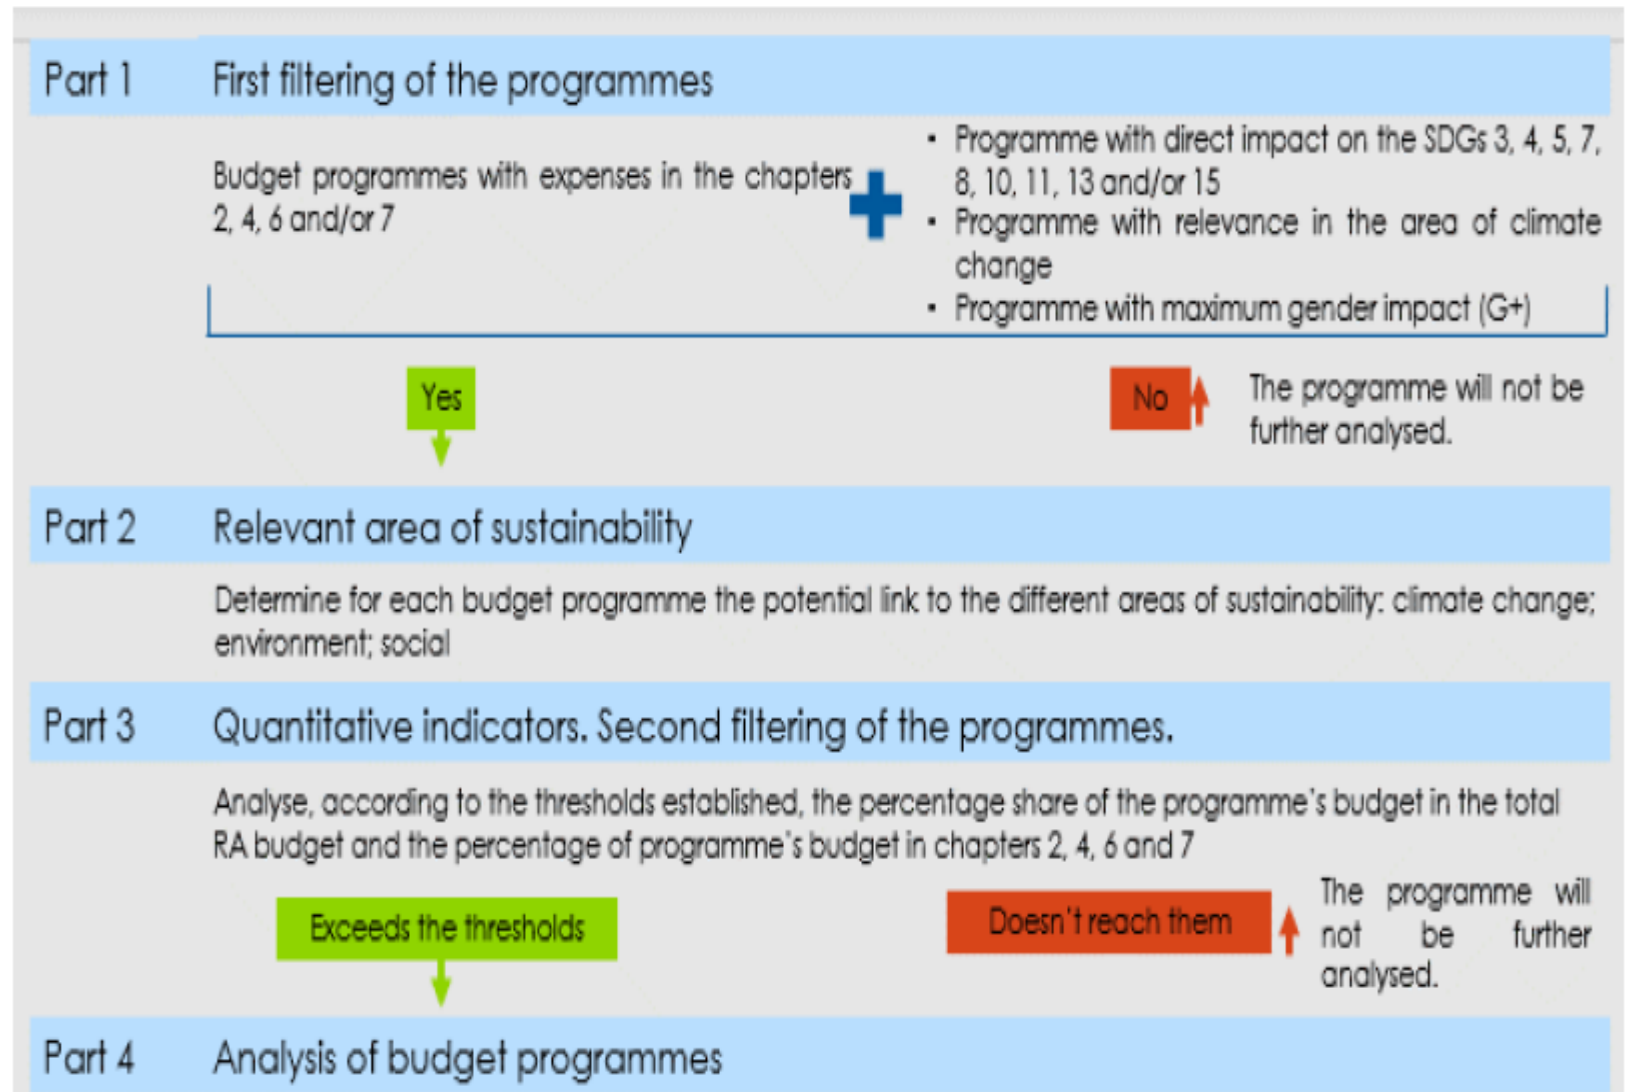 Part 1 First filtering of the programmes
Budget programmes with expenses in the chapters
2, 4, 6 and/or 7
▪ Programme with direct impact on the SDGs 3, 4, 5, 7,
8, 10, 11, 13 and/or 15
▪ Programme with relevance in the area of climate
change
▪ Programme with maximum gender impact (G+)
Yes
No
The programme will not be
further analysed.
Part 2 Relevant area of sustainability
Determine for each budget programme the potential link to the different areas of sustainability: climate change;
environment; social
Part 3 Quantitative indicators. Second filtering of the programmes.
Analyse, according to the thresholds established, the percentage share of the programme´s budget in the total
RA budget and the percentage of programme´s budget in chapters 2, 4, 6 and 7
Exceeds the thresholds
Doesn´t reach them
The programme will
not be further
analysed.
Part 4 Analysis of budget programmes